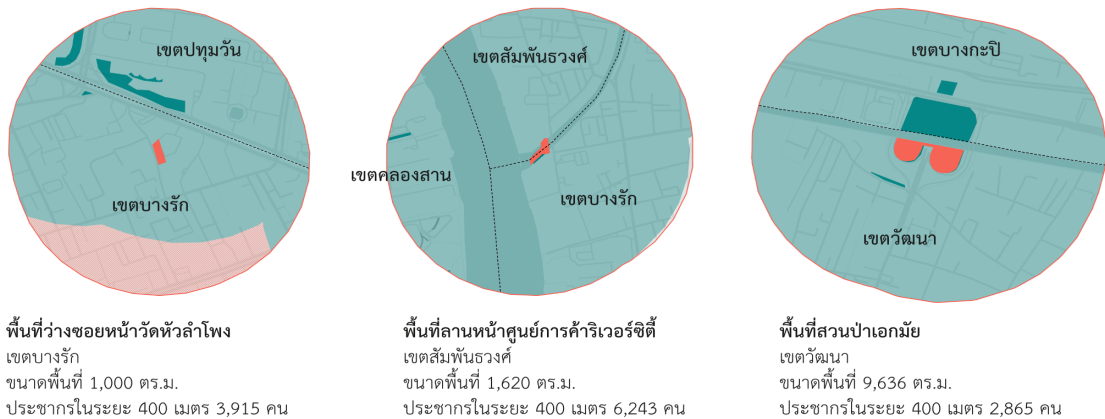 เขตปทุมวัน
เขตบางรัก
พื้นที่ว่างซอยหน้าวัดหัวลำโพง
เขตบางรัก
ขนาดพื้นที่ 1,000 ตร.ม.
ประชากรในระยะ 400 เมตร 3,915 คน
เขตสัมพันธวงศ์
เขตคลองสาน
เขตบางรัก
พื้นที่ลานหน้าศูนย์การค้าริเวอร์ซิตี้
เขตสัมพันธวงศ์
ขนาดพื้นที่ 1,620 ตร.ม.
ประชากรในระยะ 400 เมตร 6,243 คน
เขตบางกะปิ
เขตวัฒนา
พื้นที่สวนป่าเอกมัย
เขตวัฒนา
ขนาดพื้นที่ 9,636 ตร.ม.
ประชากรในระยะ 400 เมตร 2,865 คน